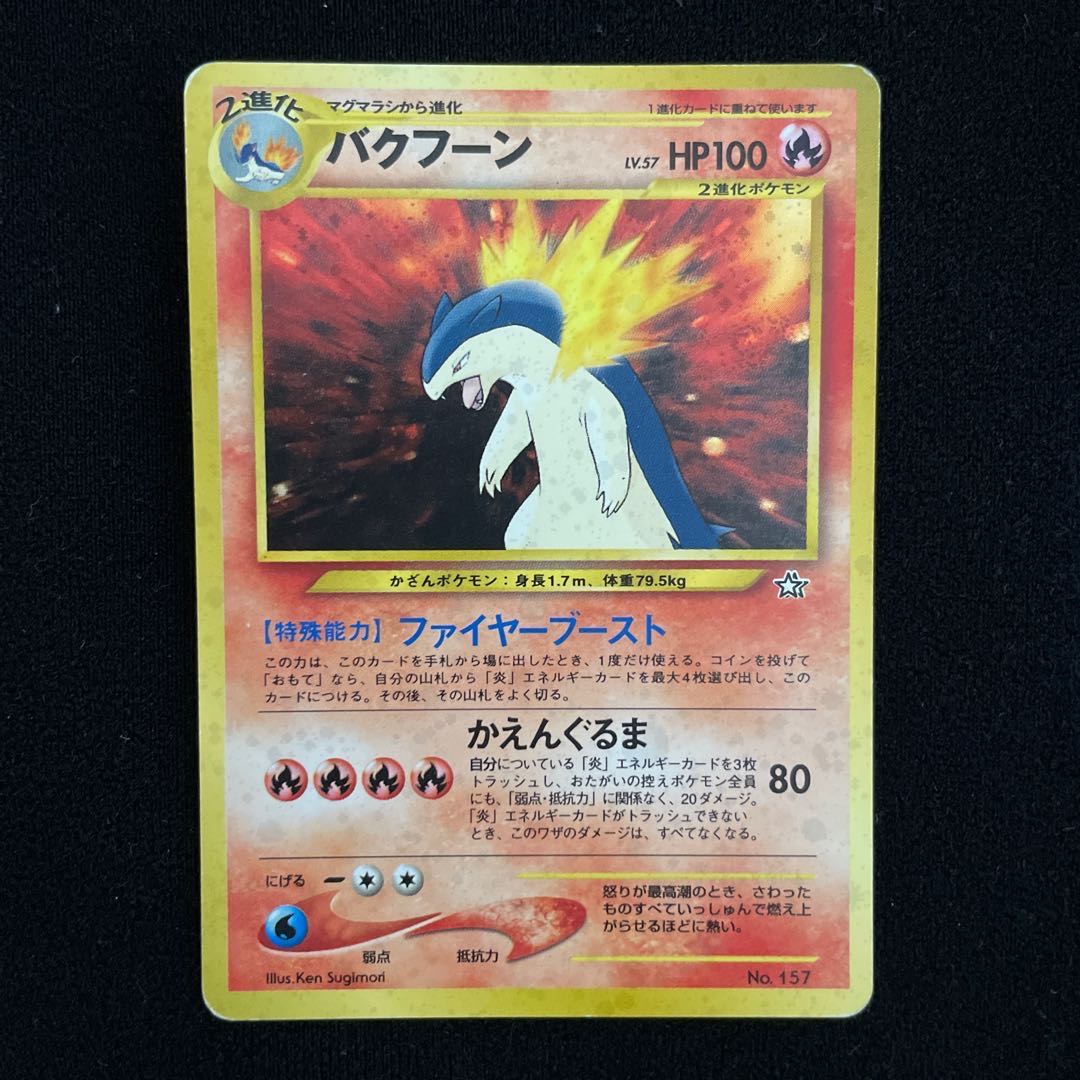 2進化
マグマラシから進化
1進化カードに重ねて使います
バクフーン
LV.57 HP100
2進化ポケモン
かざんポケモン：身長1.7m、体重79.5kg
【特殊能力】ファイヤーブースト
この力は、このカードを手札から場に出したとき、1度だけ使える。コインを投げて
「おもて」なら、自分の山札から「炎」エネルギーカードを最大4枚選び出し、この
カードにつける。その後、その山札をよく切る。
かえんぐるま
自分についている「炎」エネルギーカードを3枚
トラッシュし、おたがいの控えポケモン全員
にも、「弱点・抵抗力」に関係なく、20ダメージ。
「炎」エネルギーカードがトラッシュできない
とき、このワザのダメージは、すべてなくなる。
80
にげる
弱点
抵抗力
怒りが最高潮のとき、さわった
ものすべていっしゅんで燃え上
がらせるほどに熱い。
Illus.Ken Sugimori
No. 157